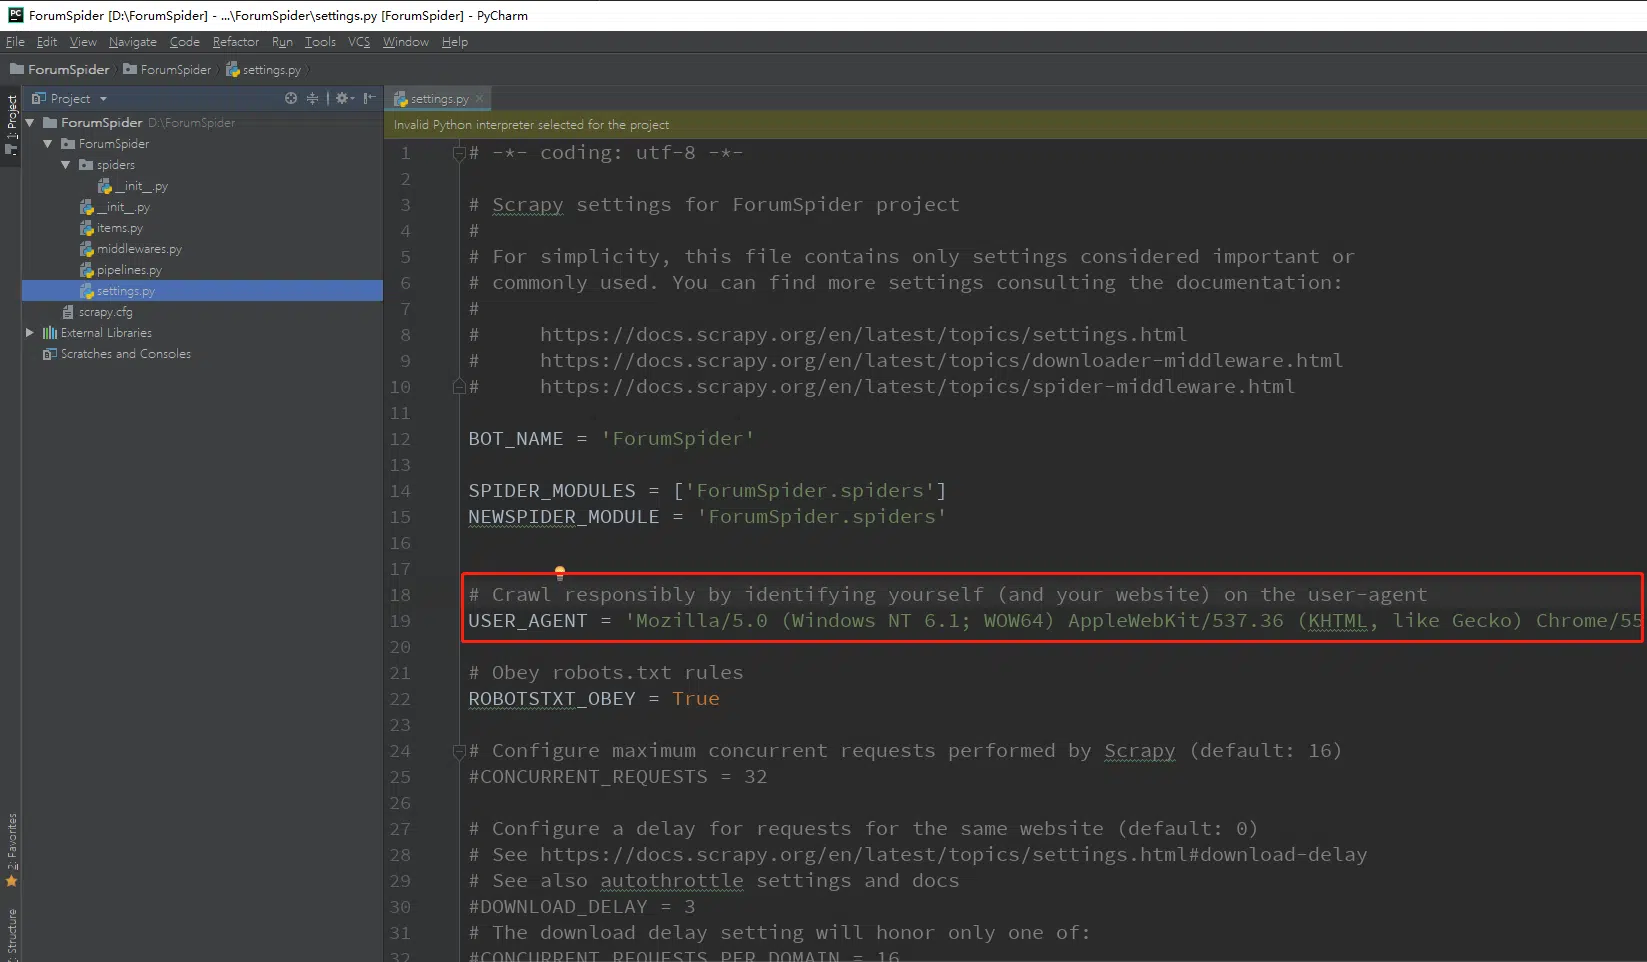 ForumSpider [D:\ForumSpider] - ...\ForumSpider\settings.py [ForumSpider] - PyCharm
File Edit View Navigate Code Refactor Run Tools VCS Window Help
ForumSpider ForumSpider settings.py
1: Project
Project
settings.py
ForumSpider D:\ForumSpider
ForumSpider
spiders
__init__.py
__init__.py
items.py
middlewares.py
pipelines.py
settings.py
scrapy.cfg
External Libraries
Scratches and Consoles
2: Favorites
Structure
Invalid Python interpreter selected for the project
1 # -*- coding: utf-8 -*-
2
3 # Scrapy settings for ForumSpider project
4 #
5 # For simplicity, this file contains only settings considered important or
6 # commonly used. You can find more settings consulting the documentation:
7 #
8 #     https://docs.scrapy.org/en/latest/topics/settings.html
9 #     https://docs.scrapy.org/en/latest/topics/downloader-middleware.html
10 #     https://docs.scrapy.org/en/latest/topics/spider-middleware.html
11
12 BOT_NAME = 'ForumSpider'
13
14 SPIDER_MODULES = ['ForumSpider.spiders']
15 NEWSPIDER_MODULE = 'ForumSpider.spiders'
16
17
18 # Crawl responsibly by identifying yourself (and your website) on the user-agent
19 USER_AGENT = 'Mozilla/5.0 (Windows NT 6.1; WOW64) AppleWebKit/537.36 (KHTML, like Gecko) Chrome/55
20
21 # Obey robots.txt rules
22 ROBOTSTXT_OBEY = True
23
24 # Configure maximum concurrent requests performed by Scrapy (default: 16)
25 #CONCURRENT_REQUESTS = 32
26
27 # Configure a delay for requests for the same website (default: 0)
28 # See https://docs.scrapy.org/en/latest/topics/settings.html#download-delay
29 # See also autothrottle settings and docs
30 #DOWNLOAD_DELAY = 3
31 # The download delay setting will honor only one of:
32 #CONCURRENT_REQUESTS_PER_DOMAIN = 16